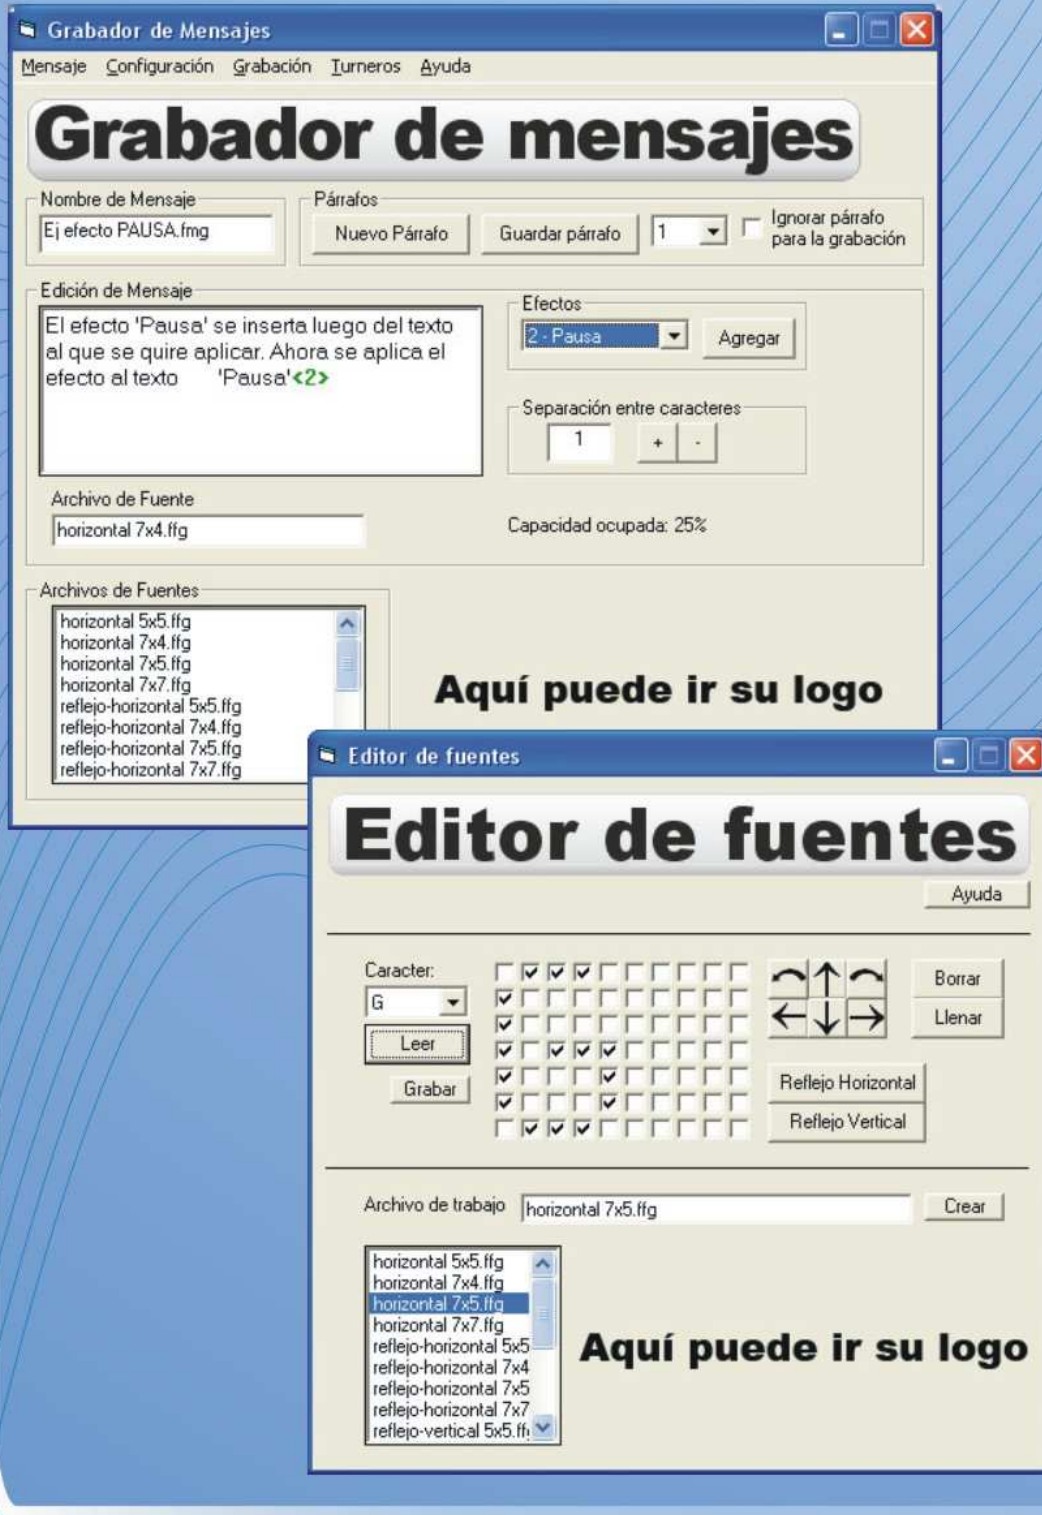 Grabador de Mensajes
Mensaje Configuración Grabación Turneros Ayuda
Grabador de mensajes
Nombre de Mensaje
Ej efecto PAUSA.fmg
Párrafos
Nuevo Párrafo
Guardar párrafo
1
Ignorar párrafo
para la grabación
Edición de Mensaje
El efecto 'Pausa' se inserta luego del texto
al que se quire aplicar. Ahora se aplica el
efecto al texto 'Pausa'<2>
Efectos
2 - Pausa
Agregar
Separación entre caracteres
1
+
-
Archivo de Fuente
horizontal 7x4.ffg
Capacidad ocupada: 25%
Archivos de Fuentes
horizontal 5x5.ffg
horizontal 7x4.ffg
horizontal 7x5.ffg
horizontal 7x7.ffg
reflejo-horizontal 5x5.ffg
reflejo-horizontal 7x4.ffg
reflejo-horizontal 7x5.ffg
reflejo-horizontal 7x7.ffg
Aquí puede ir su logo
Editor de fuentes
Editor de fuentes
Ayuda
Caracter:
G
Leer
Grabar
Borrar
Llenar
Reflejo Horizontal
Reflejo Vertical
Archivo de trabajo
horizontal 7x5.ffg
Crear
horizontal 5x5.ffg
horizontal 7x4.ffg
horizontal 7x5.ffg
horizontal 7x7.ffg
reflejo-horizontal 5x5
reflejo-horizontal 7x4
reflejo-horizontal 7x5
reflejo-horizontal 7x7
reflejo-vertical 5x5.ff
Aquí puede ir su logo